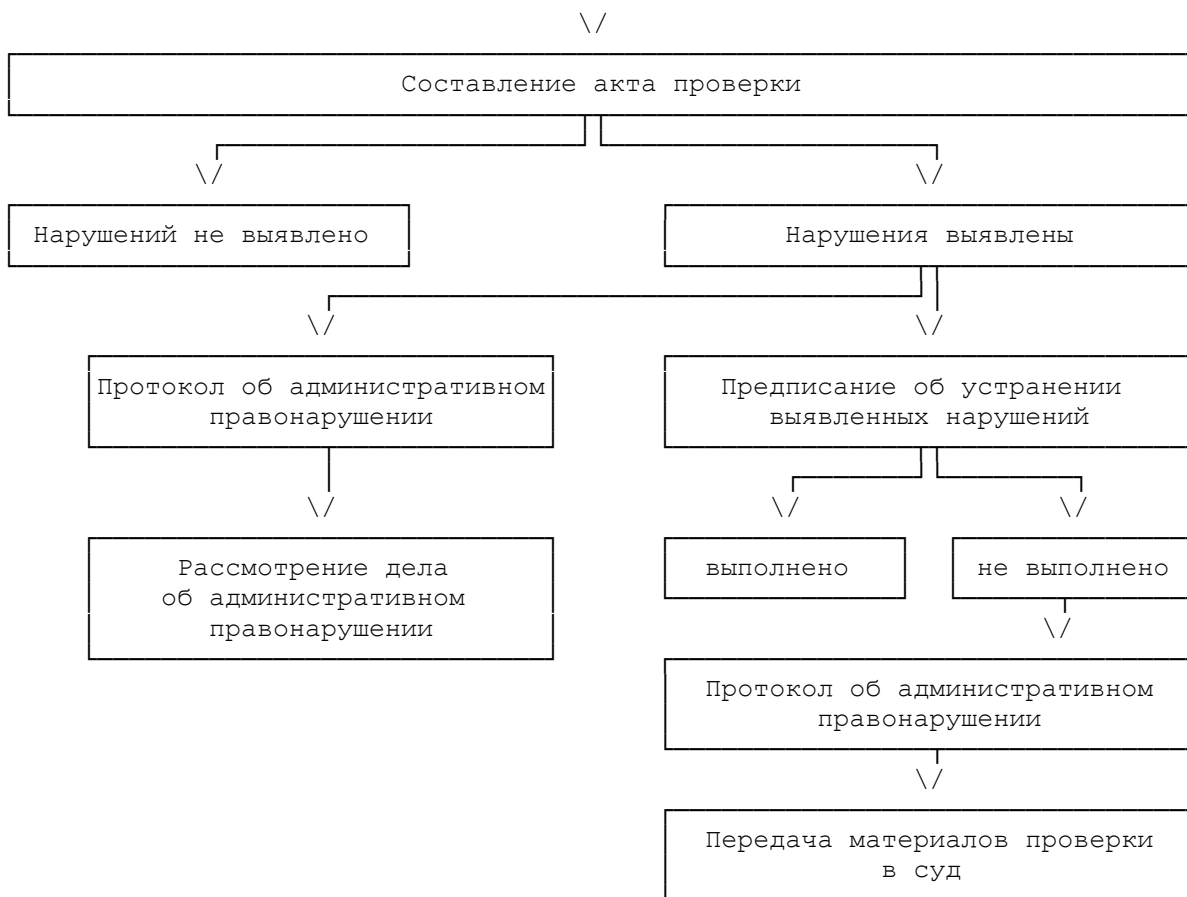 \/
Составление акта проверки
\/ \/
Нарушений не выявлено
Нарушения выявлены
\/ \/
Протокол об административном
правонарушении
Предписание об устранении
выявленных нарушений
\/
\/ \/
Рассмотрение дела
об административном
правонарушении
выполнено
не выполнено
\/
Протокол об административном
правонарушении
\/
Передача материалов проверки
в суд